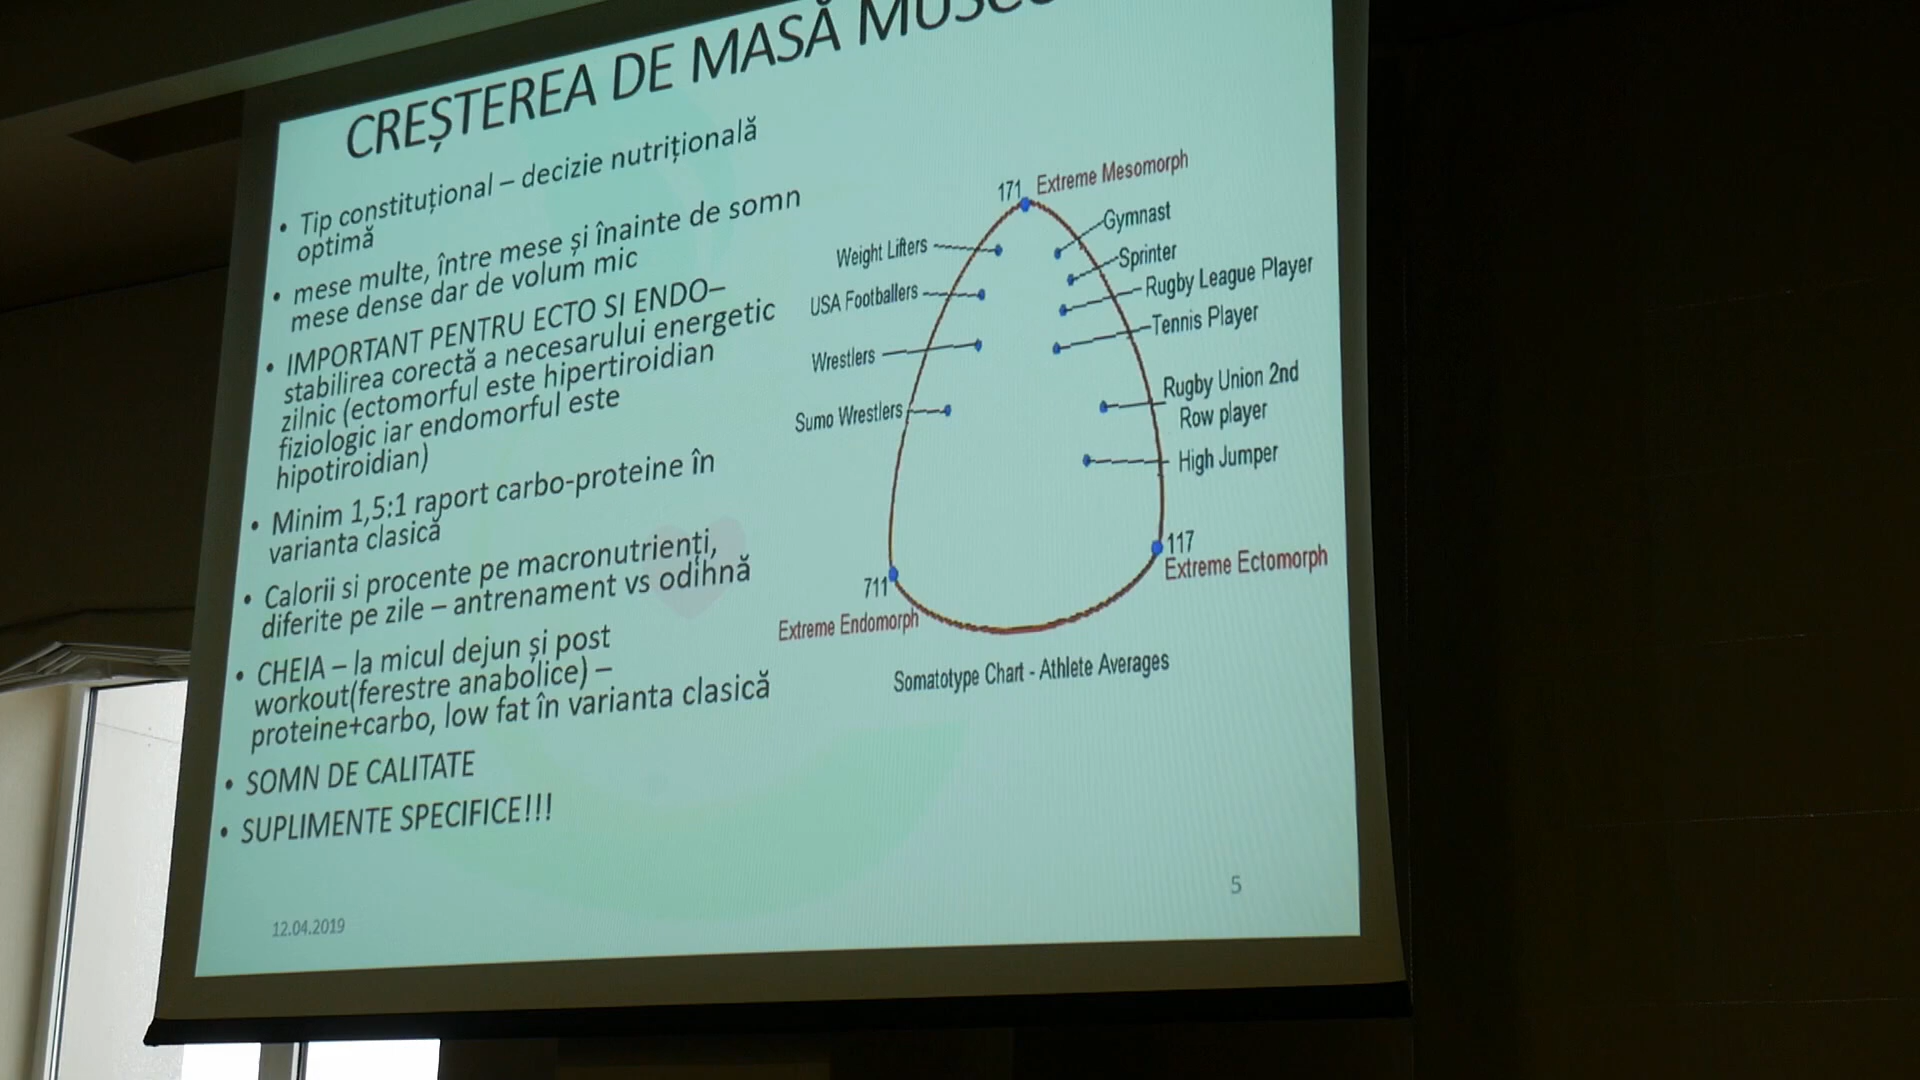 CREȘTEREA DE MASĂ
• Tip constituțional – decizie nutrițională
optimă
• mese multe, între mese și înainte de somn
mese dense dar de volum mic
• IMPORTANT PENTRU ECTO SI ENDO–
stabilirea corectă a necesarului energetic
zilnic (ectomorful este hipertiroidian
fiziologic iar endomorful este
hipotiroidian)
• Minim 1,5:1 raport carbo-proteine în
varianta clasică
• Calorii si procente pe macronutrienți,
diferite pe zile – antrenament vs odihnă
• CHEIA – la micul dejun și post
workout(ferestre anabolice) –
proteine+carbo, low fat în varianta clasică
• SOMN DE CALITATE
• SUPLIMENTE SPECIFICE!!!
171 Extreme Mesomorph
Gymnast
Weight Lifters
Sprinter
Rugby League Player
USA Footballers
Tennis Player
Wrestlers
Rugby Union 2nd
Row player
Sumo Wrestlers
High Jumper
117
Extreme Ectomorph
711
Extreme Endomorph
Somatotype Chart - Athlete Averages
5
12.04.2019